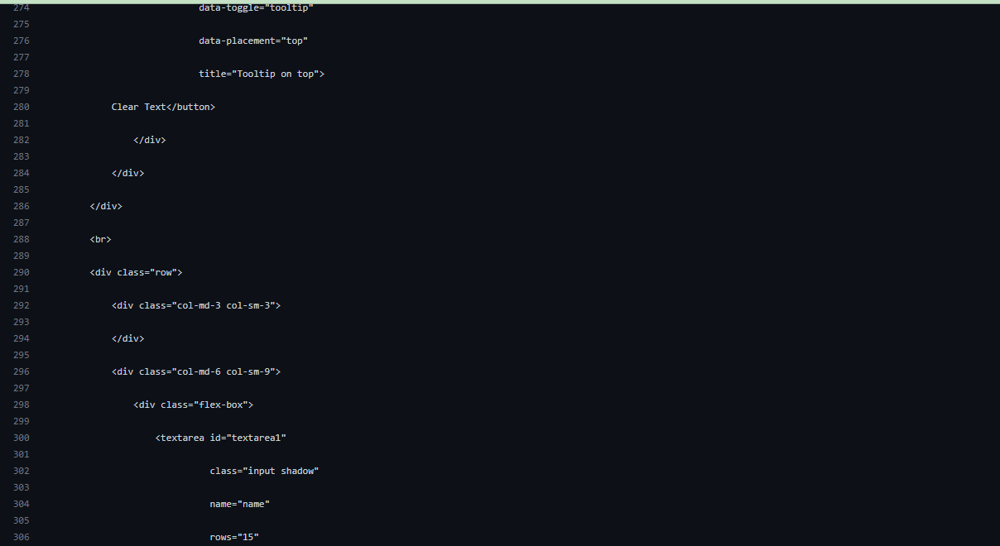 274 data-toggle="tooltip"
275
276 data-placement="top"
277
278 title="Tooltip on top">
279
280 Clear Text</button>
281
282 </div>
283
284 </div>
285
286 </div>
287
288 <br>
289
290 <div class="row">
291
292 <div class="col-md-3 col-sm-3">
293
294 </div>
295
296 <div class="col-md-6 col-sm-9">
297
298 <div class="flex-box">
299
300 <textarea id="textarea1"
301
302 class="input shadow"
303
304 name="name"
305
306 rows="15"